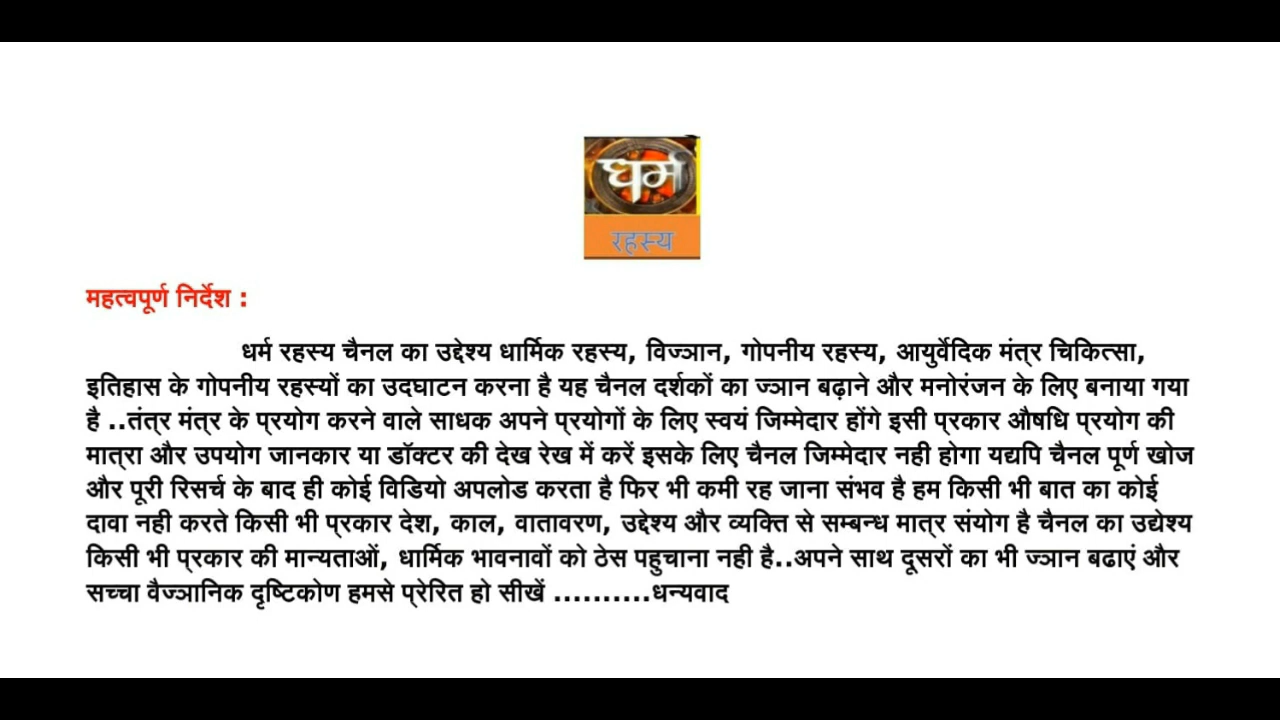 धर्म
रहस्य
महत्वपूर्ण निर्देश :
धर्म रहस्य चैनल का उद्देश्य धार्मिक रहस्य, विज्ञान, गोपनीय रहस्य, आयुर्वेदिक मंत्र चिकित्सा,
इतिहास के गोपनीय रहस्यों का उदघाटन करना है यह चैनल दर्शकों का ज्ञान बढ़ाने और मनोरंजन के लिए बनाया गया
है ..तंत्र मंत्र के प्रयोग करने वाले साधक अपने प्रयोगों के लिए स्वयं जिम्मेदार होंगे इसी प्रकार औषधि प्रयोग की
मात्रा और उपयोग जानकार या डॉक्टर की देख रेख में करें इसके लिए चैनल जिम्मेदार नही होगा यद्यपि चैनल पूर्ण खोज
और पूरी रिसर्च के बाद ही कोई विडियो अपलोड करता है फिर भी कमी रह जाना संभव है हम किसी भी बात का कोई
दावा नही करते किसी भी प्रकार देश, काल, वातावरण, उद्देश्य और व्यक्ति से सम्बन्ध मात्र संयोग है चैनल का उद्येश्य
किसी भी प्रकार की मान्यताओं, धार्मिक भावनावों को ठेस पहुचाना नही है..अपने साथ दूसरों का भी ज्ञान बढाएं और
सच्चा वैज्ञानिक दृष्टिकोण हमसे प्रेरित हो सीखें ..........धन्यवाद